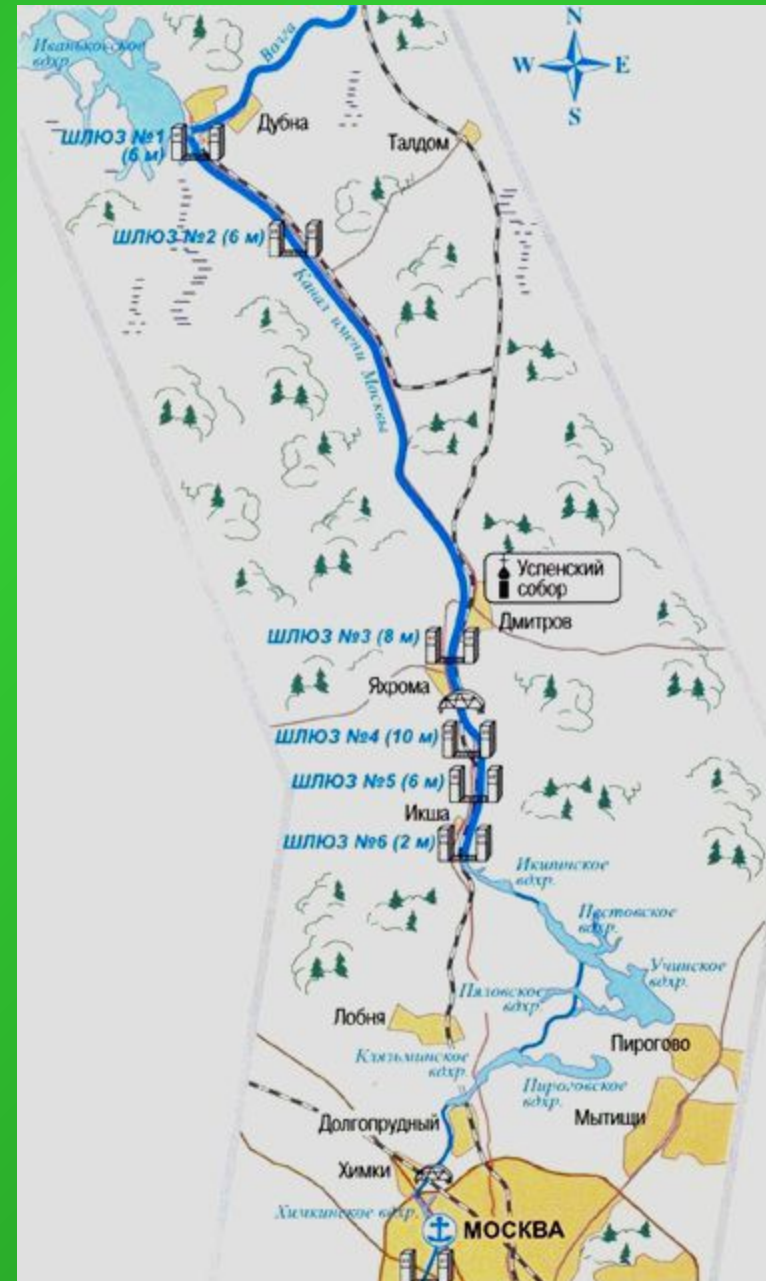 Иваньковское
вдхр.
Волга
N
W E
S
ШЛЮЗ №1
(6 м)
Дубна
Талдом
ШЛЮЗ №2 (6 м)
Канал имени Москвы
Успенский
собор
Дмитров
ШЛЮЗ №3 (8 м)
Яхрома
ШЛЮЗ №4 (10 м)
ШЛЮЗ №5 (6 м)
Икша
ШЛЮЗ №6 (2 м)
Икшинское
вдхр.
Пестовское
вдхр.
Учинское
вдхр.
Пяловское
вдхр.
Лобня
Пирогово
Клязьминское
вдхр.
Пироговское
вдхр.
Мытищи
Долгопрудный
Химки
Химкинское вдхр.
МОСКВА